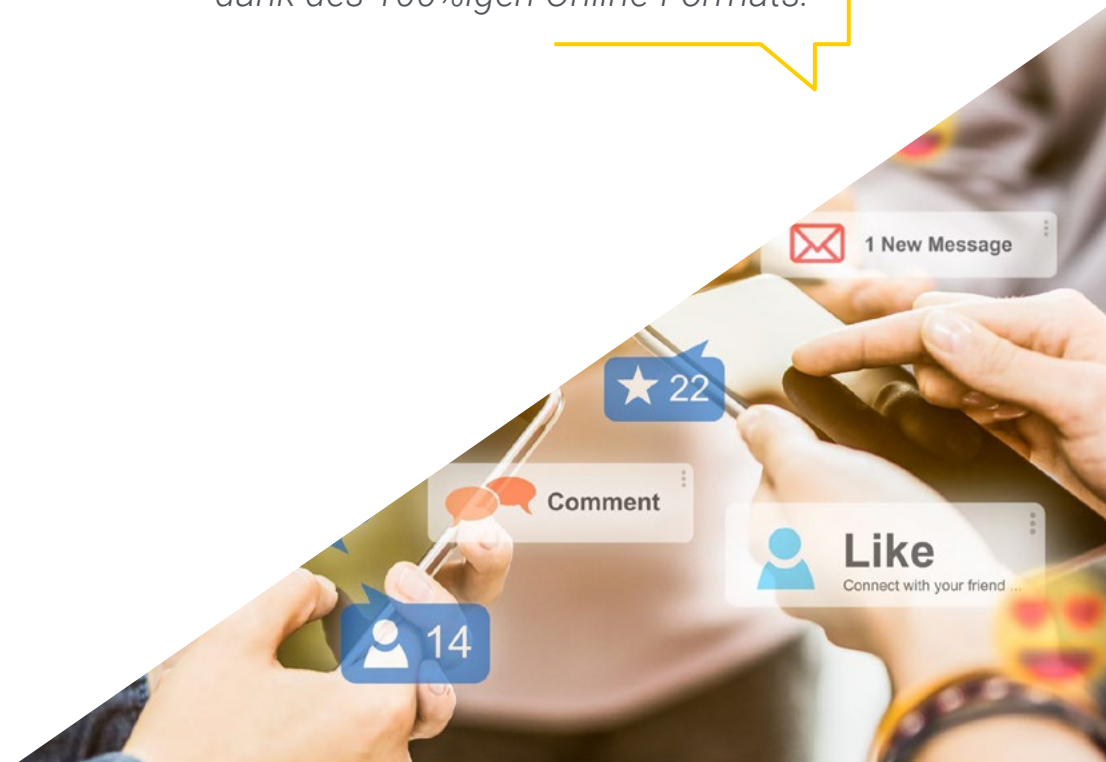 dank des 100%igen Online-Formats.
1 New Message
22
Comment
Like
Connect with your friend ...
14